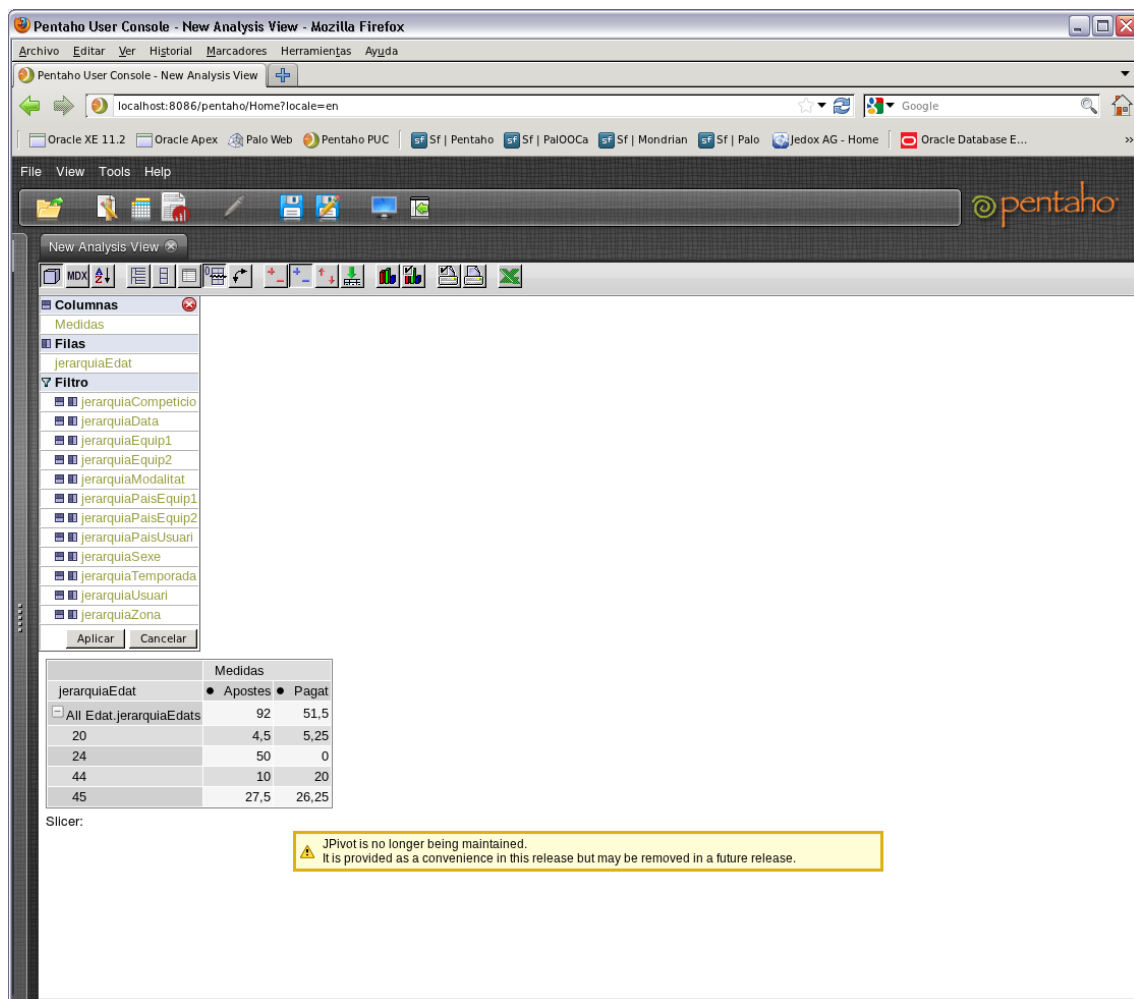 Pentaho User Console - New Analysis View - Mozilla Firefox
Archivo Editar Ver Historial Marcadores Herramientas Ayuda
Pentaho User Console - New Analysis View
localhost:8086/pentaho/Home?locale=en
Google
Oracle XE 11.2 Oracle Apex Palo Web Pentaho PUC sf Sf | Pentaho sf Sf | PalOOCa sf Sf | Mondrian sf Sf | Palo Jedox AG - Home Oracle Database E... »
File View Tools Help
pentaho
New Analysis View
MDX
Columnas
Medidas
Filas
jerarquiaEdat
Filtro
jerarquiaCompeticio
jerarquiaData
jerarquiaEquip1
jerarquiaEquip2
jerarquiaModalitat
jerarquiaPaisEquip1
jerarquiaPaisEquip2
jerarquiaPaisUsuari
jerarquiaSexe
jerarquiaTemporada
jerarquiaUsuari
jerarquiaZona
Aplicar Cancelar
Medidas
jerarquiaEdat • Apostes • Pagat
All Edat.jerarquiaEdats 92 51,5
20 4,5 5,25
24 50 0
44 10 20
45 27,5 26,25
Slicer:
JPivot is no longer being maintained.
It is provided as a convenience in this release but may be removed in a future release.